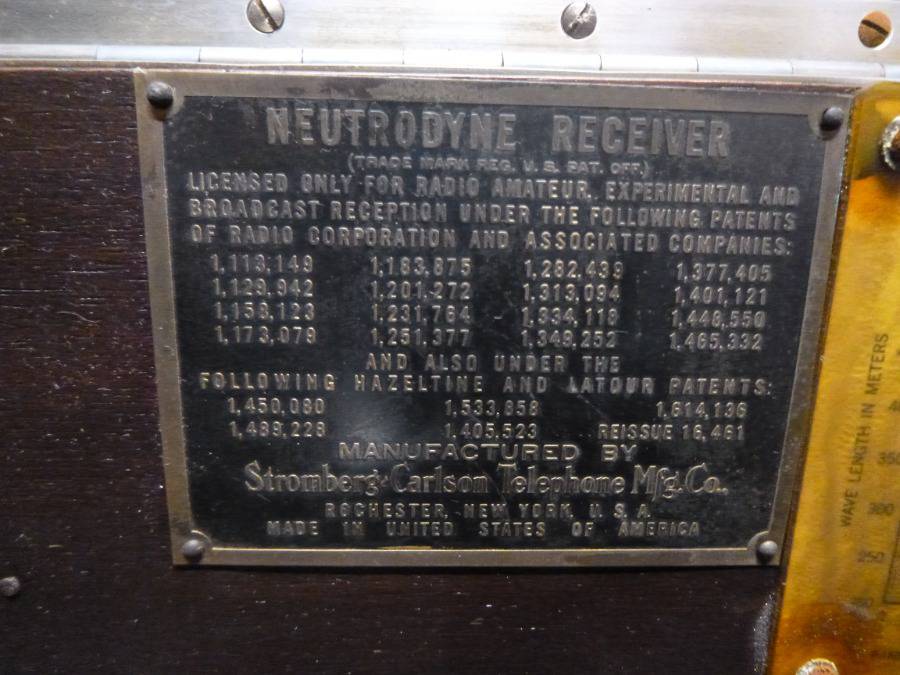 NEUTRODYNE RECEIVER
(TRADE MARK REG. U.S. PAT. OFF.)
LICENSED ONLY FOR RADIO AMATEUR, EXPERIMENTAL AND
BROADCAST RECEPTION UNDER THE FOLLOWING PATENTS
OF RADIO CORPORATION AND ASSOCIATED COMPANIES:
1,113,149 1,183,875 1,282,439 1,377,405
1,129,942 1,201,272 1,313,094 1,401,121
1,158,123 1,231,764 1,334,118 1,448,550
1,173,079 1,251,377 1,349,252 1,465,332
AND ALSO UNDER THE
FOLLOWING HAZELTINE AND LATOUR PATENTS:
1,450,080 1,533,858 1,614,136
1,489,228 1,405,523 REISSUE 16,461
MANUFACTURED BY
Stromberg-Carlson Telephone Mfg. Co.
ROCHESTER, NEW YORK, U.S.A.
MADE IN UNITED STATES OF AMERICA
WAVE LENGTH IN METERS
350
300
250